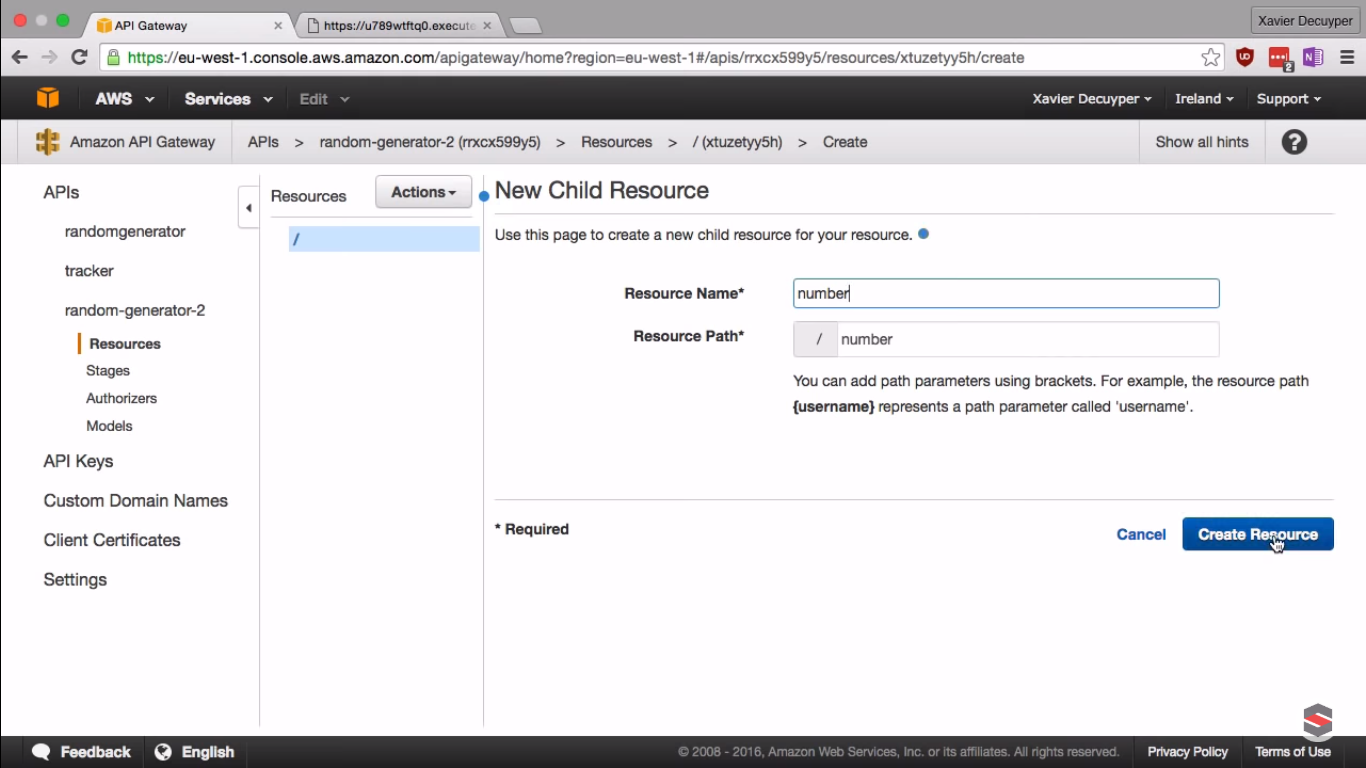 API Gateway
https://u789wtftq0.execute
Xavier Decuyper
https://eu-west-1.console.aws.amazon.com/apigateway/home?region=eu-west-1#/apis/rrxcx599y5/resources/xtuzetyy5h/create
2
AWS Services Edit Xavier Decuyper Ireland Support
Amazon API Gateway APIs > random-generator-2 (rrxcx599y5) > Resources > / (xtuzetyy5h) > Create Show all hints ?
APIs
randomgenerator
tracker
random-generator-2
Resources
Stages
Authorizers
Models
API Keys
Custom Domain Names
Client Certificates
Settings
Resources Actions
/
New Child Resource
Use this page to create a new child resource for your resource.
Resource Name* number
Resource Path* / number
You can add path parameters using brackets. For example, the resource path
{username} represents a path parameter called 'username'.
* Required Cancel Create Resource
Feedback English © 2008 - 2016, Amazon Web Services, Inc. or its affiliates. All rights reserved. Privacy Policy Terms of Use